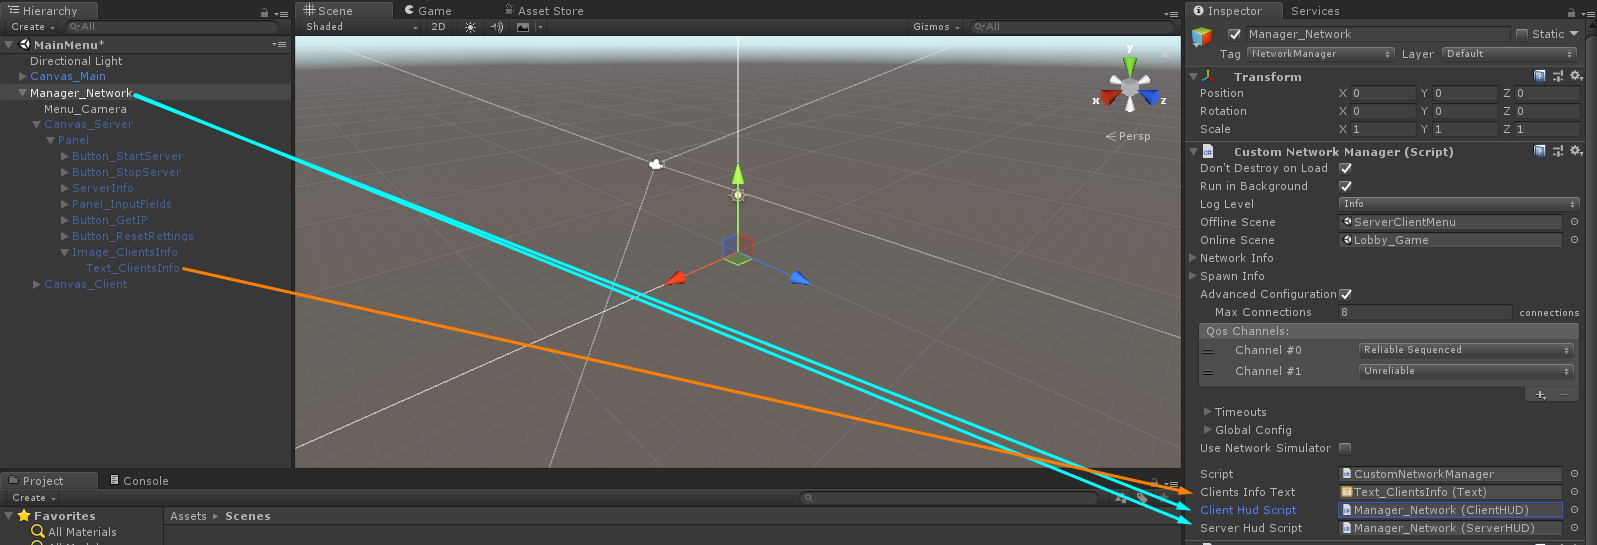 Hierarchy
Create
All
MainMenu*
Directional Light
Canvas_Main
Manager_Network
Menu_Camera
Canvas_Server
Panel
Button_StartServer
Button_StopServer
ServerInfo
Panel_InputFields
Button_GetIP
Button_ResetRettings
Image_ClientsInfo
Text_ClientsInfo
Canvas_Client
Scene Game Asset Store
Shaded 2D Gizmos All
y
x z
Persp
Project Console
Create
Favorites
All Materials
Assets Scenes
Inspector Services
Manager_Network Static
Tag NetworkManager Layer Default
Transform
Position X 0 Y 0 Z 0
Rotation X 0 Y 0 Z 0
Scale X 1 Y 1 Z 1
Custom Network Manager (Script)
Don't Destroy on Load
Run in Background
Log Level Info
Offline Scene ServerClientMenu
Online Scene Lobby_Game
Network Info
Spawn Info
Advanced Configuration
Max Connections 8 connections
Qos Channels:
Channel #0 Reliable Sequenced
Channel #1 Unreliable
Timeouts
Global Config
Use Network Simulator
Script CustomNetworkManager
Clients Info Text Text_ClientsInfo (Text)
Client Hud Script Manager_Network (ClientHUD)
Server Hud Script Manager_Network (ServerHUD)